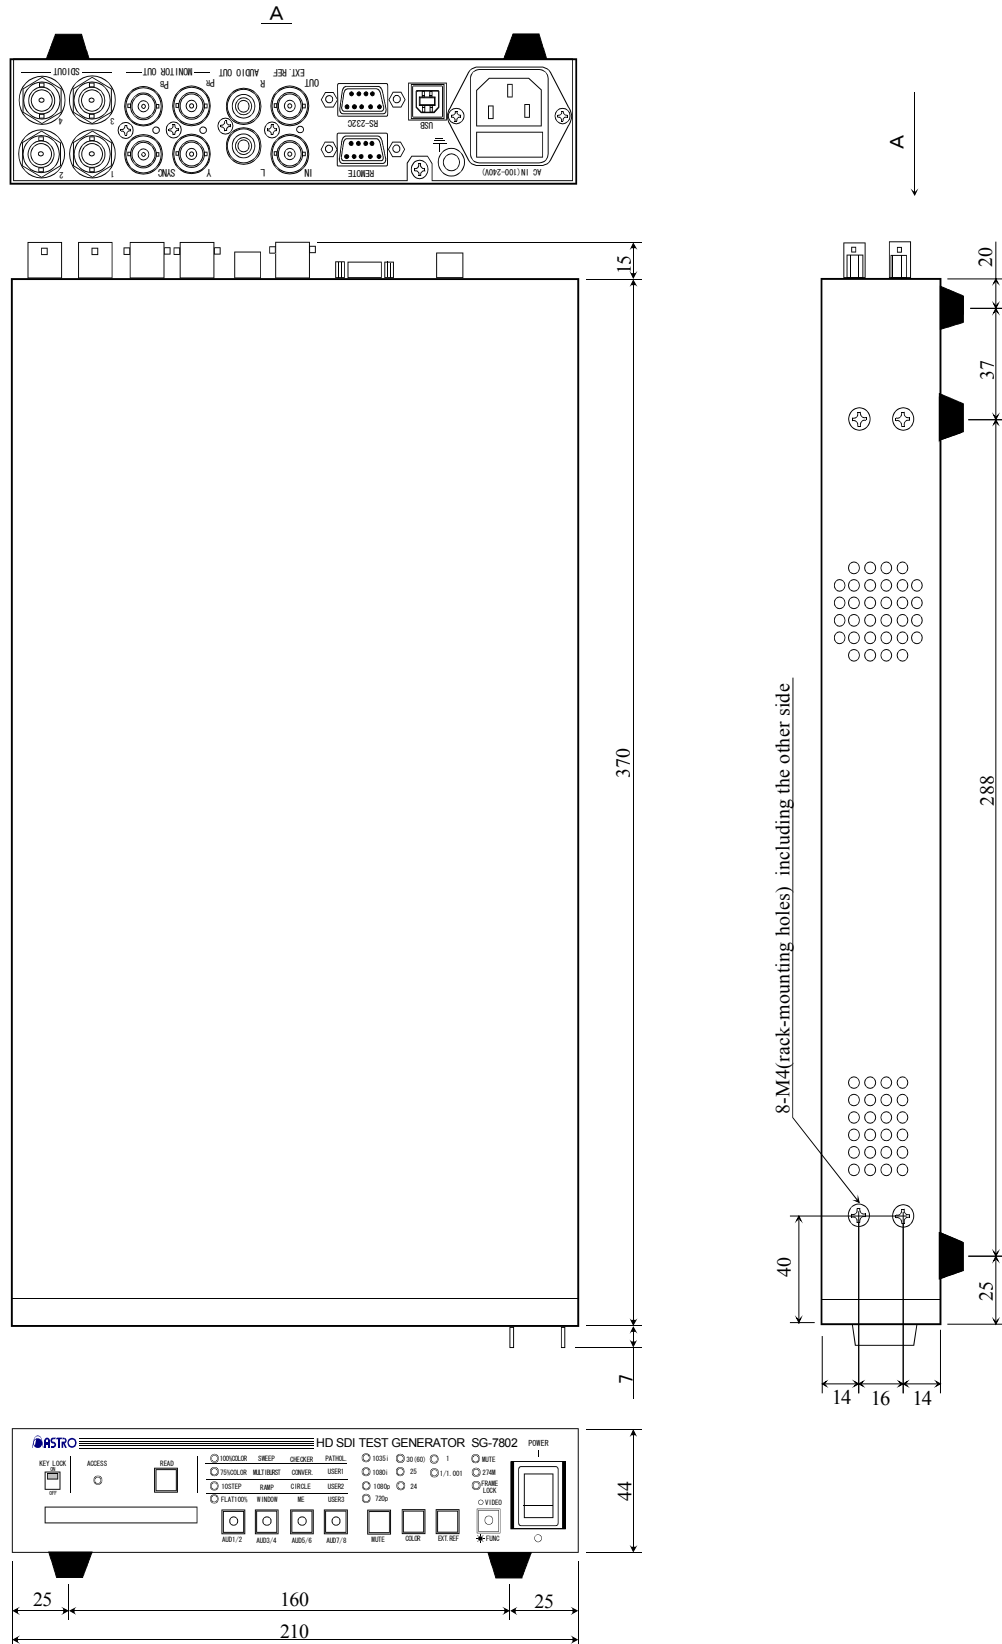 A
SDI OUT
MONITOR OUT
AUDIO OUT
EXT. REF
4
3
PB
PR
R
OUT
RS-232C
USB
2
1
SYNC
Y
L
IN
REMOTE
AC IN(100-240V)
A
15
20
37
370
288
8-M4(rack-mounting holes) including the other side
40
25
7
14
16
14
ASTRO
HD SDI TEST GENERATOR SG-7802
POWER
KEY LOCK
ON
OFF
ACCESS
READ
100%COLOR SWEEP CHECKER PATHOL.
75%COLOR MULTIBURST CONVER. USER1
10STEP RAMP CIRCLE USER2
FLAT100% WINDOW ME USER3
AUD1/2 AUD3/4 AUD5/6 AUD7/8
1035i 30(60) 1
1080i 25 1/1.001
1080p 24
720p
MUTE COLOR EXT.REF
MUTE
274M
FRAME
LOCK
VIDEO
FUNC
44
25
160
25
210